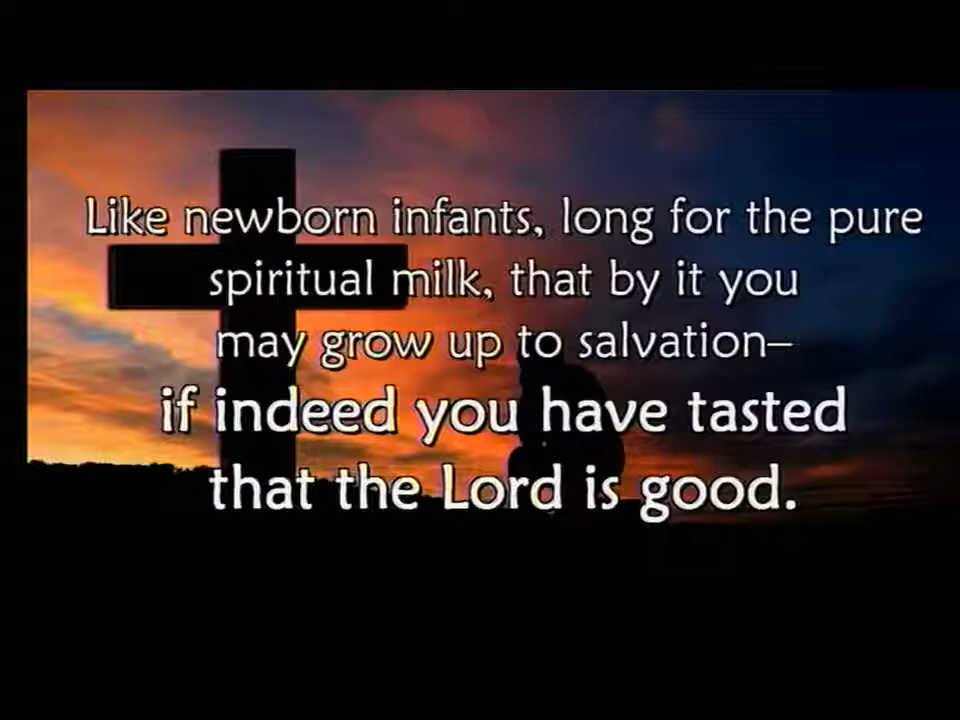 Like newborn infants, long for the pure
spiritual milk, that by it you
may grow up to salvation–
if indeed you have tasted
that the Lord is good.